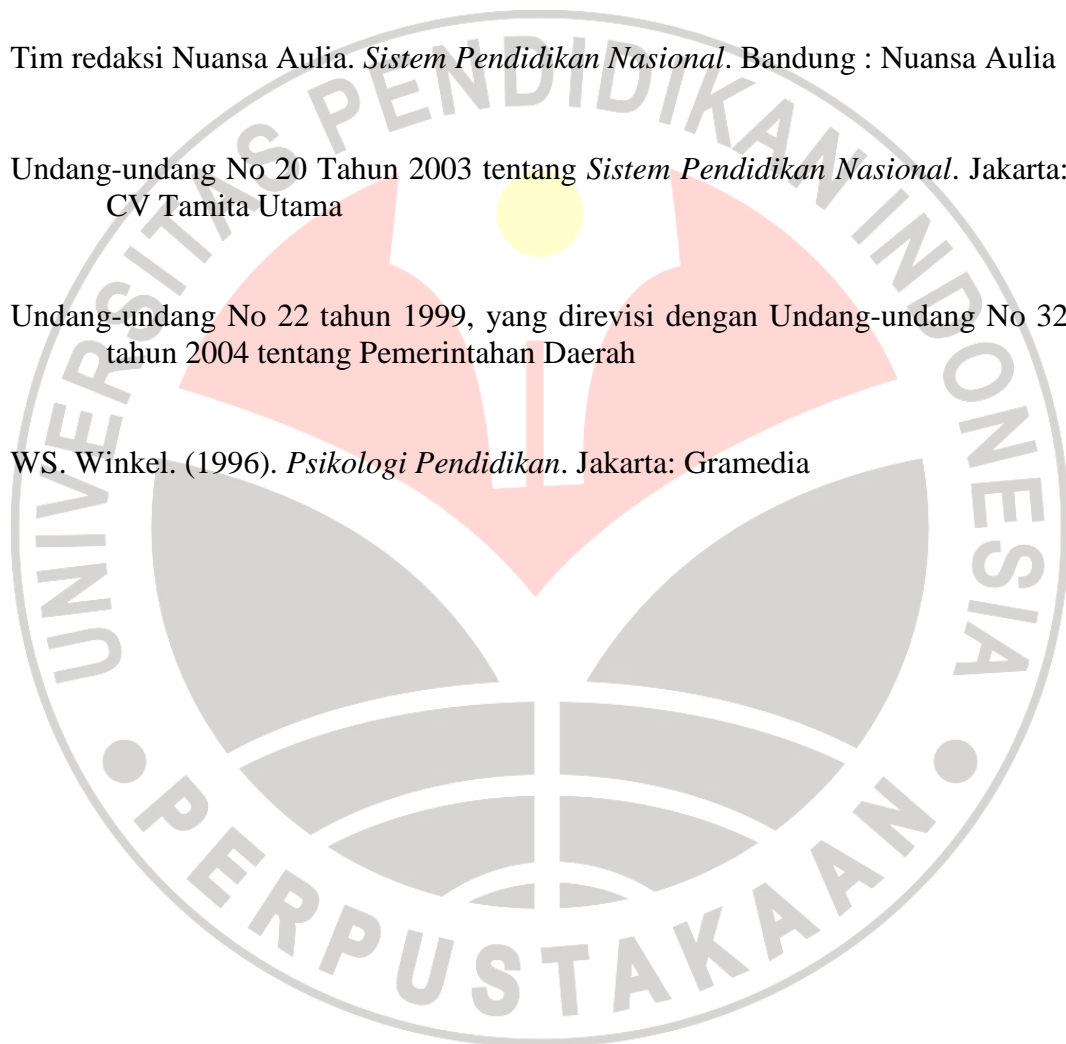 Tim redaksi Nuansa Aulia. Sistem Pendidikan Nasional. Bandung : Nuansa Aulia
Undang-undang No 20 Tahun 2003 tentang Sistem Pendidikan Nasional. Jakarta:
CV Tamita Utama
Undang-undang No 22 tahun 1999, yang direvisi dengan Undang-undang No 32
tahun 2004 tentang Pemerintahan Daerah
WS. Winkel. (1996). Psikologi Pendidikan. Jakarta: Gramedia
UNIVERSITAS PENDIDIKAN INDONESIA
PERPUSTAKAAN